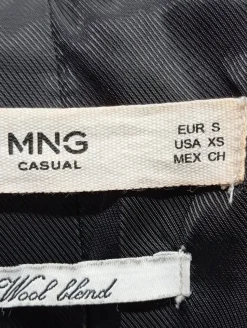 MNG
CASUAL
EUR S
USA XS
MEX CH
Wool blend